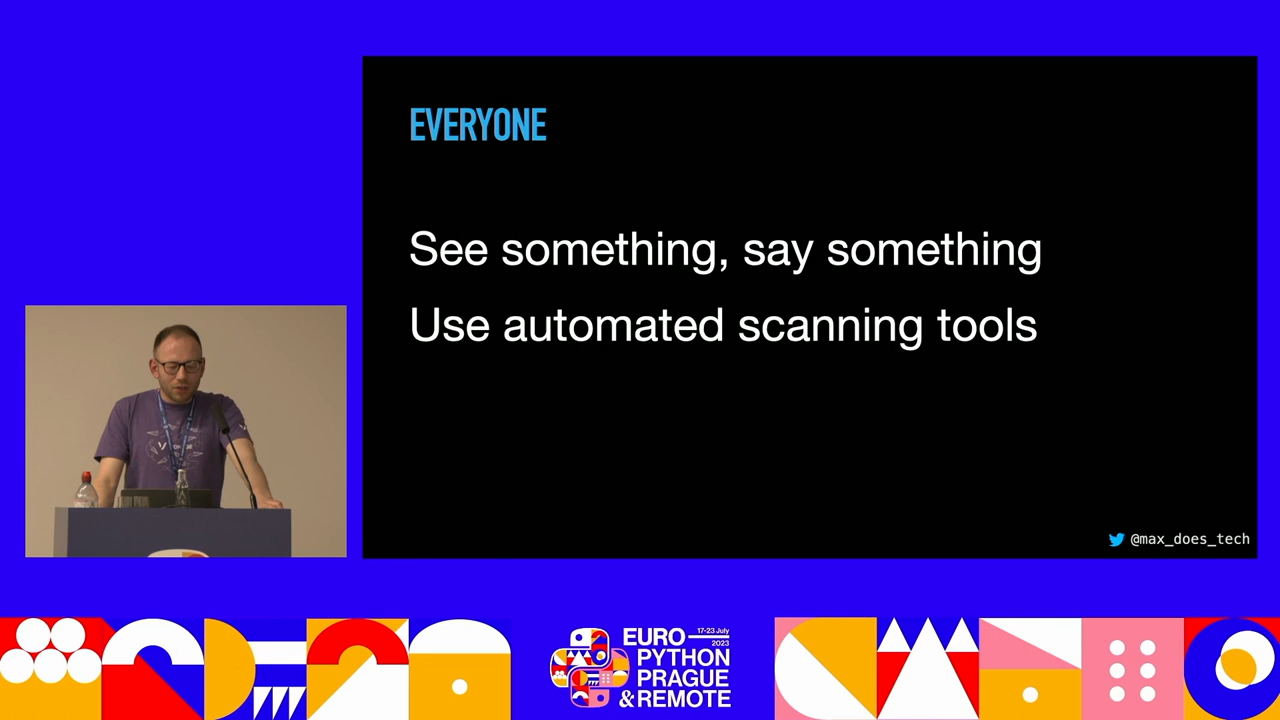 EVERYONE
See something, say something
Use automated scanning tools
@max_does_tech
EURO
17-23 July
2023
PYTHON
PRAGUE
& REMOTE